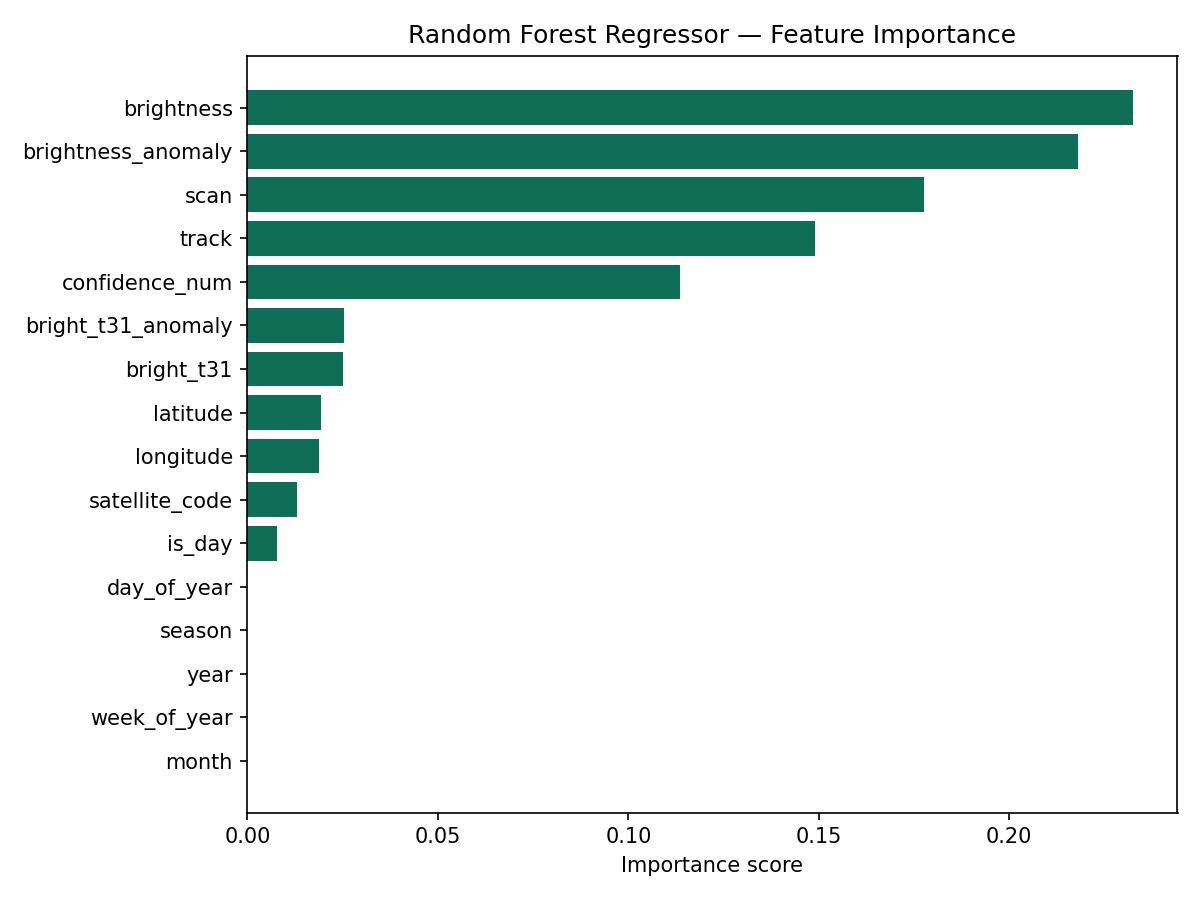 Random Forest Regressor — Feature Importance
brightness
brightness_anomaly
scan
track
confidence_num
bright_t31_anomaly
bright_t31
latitude
longitude
satellite_code
is_day
day_of_year
season
year
week_of_year
month
0.00 0.05 0.10 0.15 0.20
Importance score